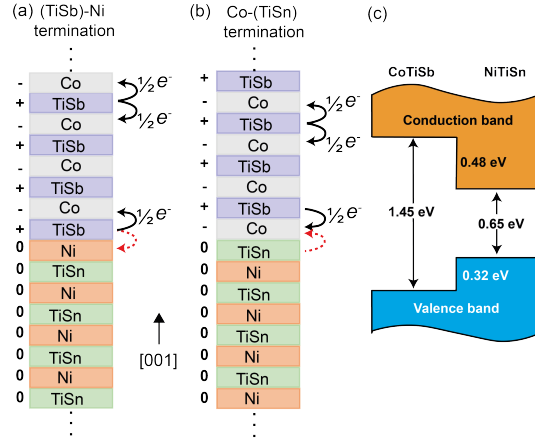 (a) (TiSb)-Ni
termination
- Co
+ TiSb
- Co
+ TiSb
- Co
+ TiSb
- Co
+ TiSb
0 Ni
0 TiSn
0 Ni
0 TiSn
0 Ni
0 TiSn
0 Ni
0 TiSn
½e⁻
½e⁻
½e⁻
[001]
(b) Co-(TiSn)
termination
+ TiSb
- Co
+ TiSb
- Co
+ TiSb
- Co
+ TiSb
- Co
0 TiSn
0 Ni
0 TiSn
0 Ni
0 TiSn
0 Ni
0 TiSn
0 Ni
½e⁻
½e⁻
½e⁻
(c)
CoTiSb NiTiSn
Conduction band
0.48 eV
1.45 eV
0.65 eV
0.32 eV
Valence band